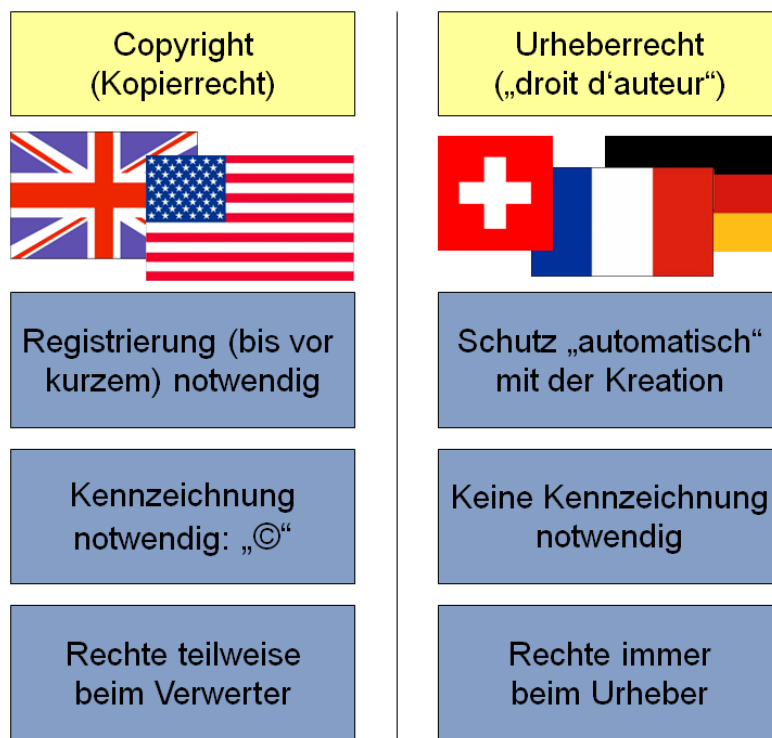 Copyright
(Kopierrecht)
Registrierung (bis vor
kurzem) notwendig
Kennzeichnung
notwendig: „©“
Rechte teilweise
beim Verwerter
Urheberrecht
(„droit d‘auteur“)
Schutz „automatisch“
mit der Kreation
Keine Kennzeichnung
notwendig
Rechte immer
beim Urheber